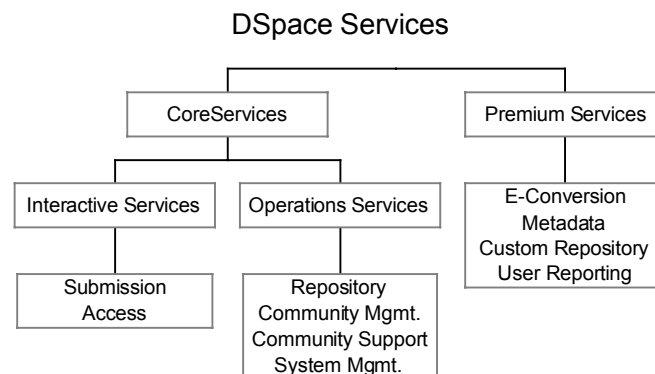 DSpace Services
CoreServices
Premium Services
Interactive Services
Operations Services
E-Conversion
Metadata
Custom Repository
User Reporting
Submission
Access
Repository
Community Mgmt.
Community Support
System Mgmt.